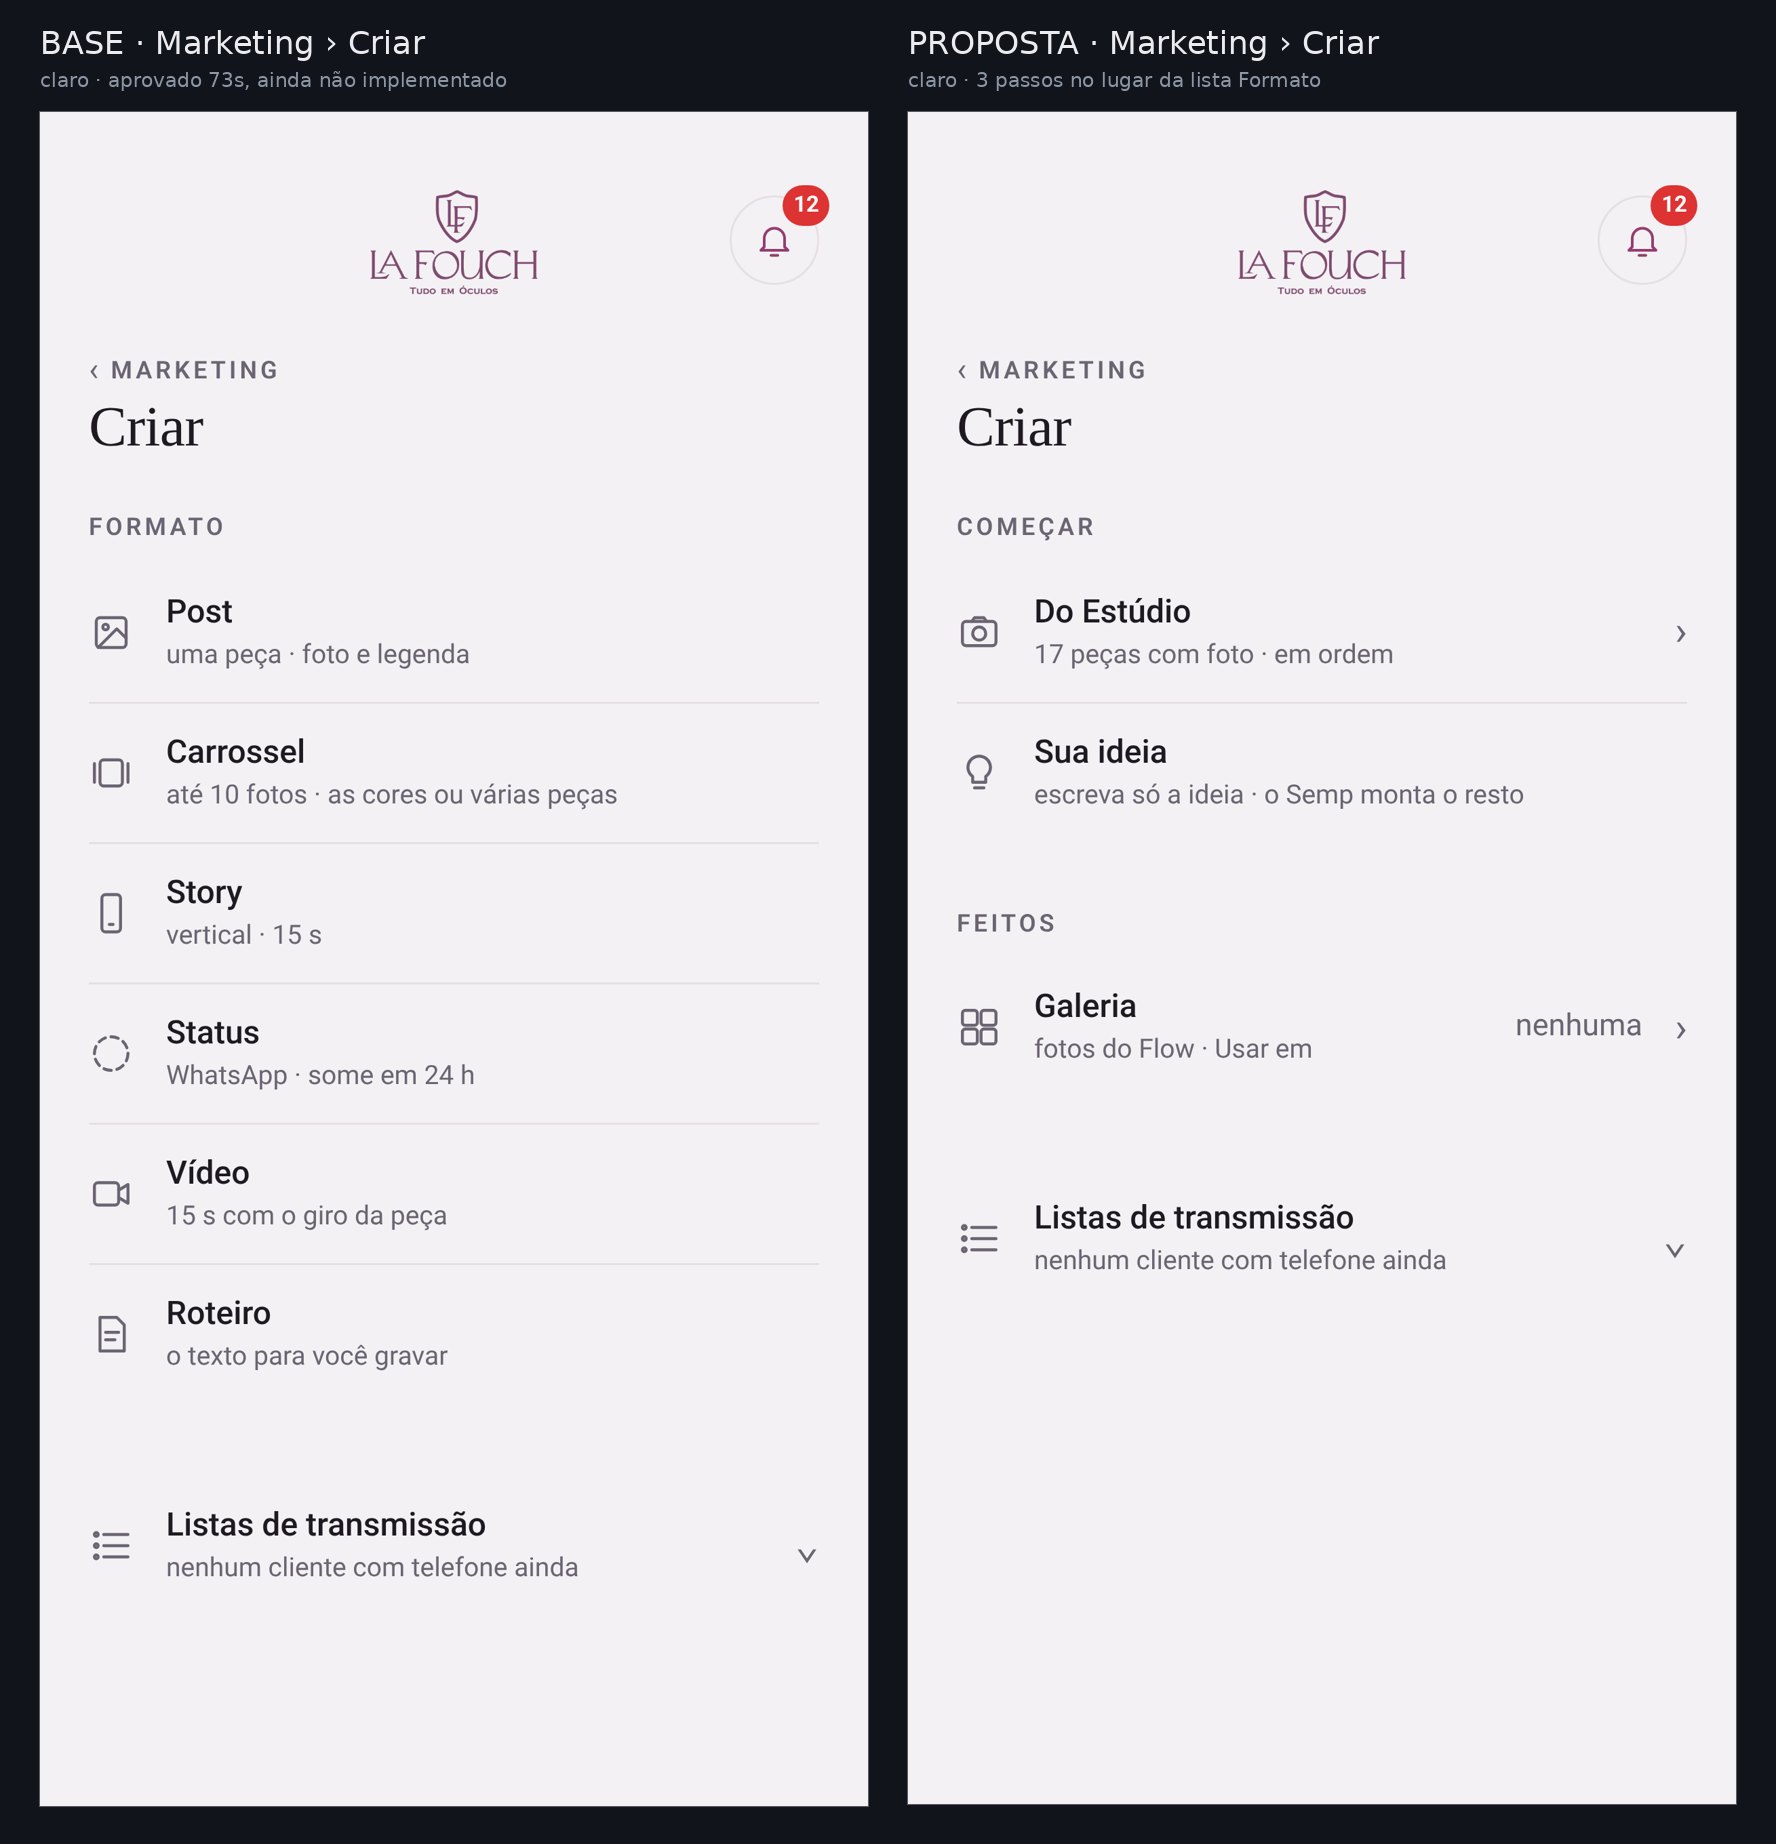 BASE · Marketing › Criar
claro · aprovado 73s, ainda não implementado
LF
LA FOUCH
TUDO EM ÓCULOS
12
‹ MARKETING
Criar
FORMATO
Post
uma peça · foto e legenda
Carrossel
até 10 fotos · as cores ou várias peças
Story
vertical · 15 s
Status
WhatsApp · some em 24 h
Vídeo
15 s com o giro da peça
Roteiro
o texto para você gravar
Listas de transmissão
nenhum cliente com telefone ainda
PROPOSTA · Marketing › Criar
claro · 3 passos no lugar da lista Formato
LF
LA FOUCH
TUDO EM ÓCULOS
12
‹ MARKETING
Criar
COMEÇAR
Do Estúdio
17 peças com foto · em ordem
›
Sua ideia
escreva só a ideia · o Semp monta o resto
FEITOS
Galeria
fotos do Flow · Usar em
nenhuma ›
Listas de transmissão
nenhum cliente com telefone ainda